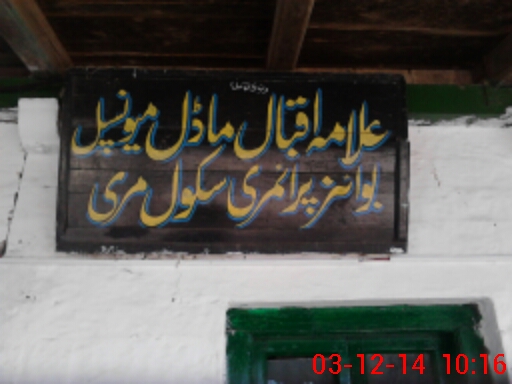 علامہ اقبال ماڈل میونسپل
بوائز پرائمری سکول مری
03-12-14 10:16